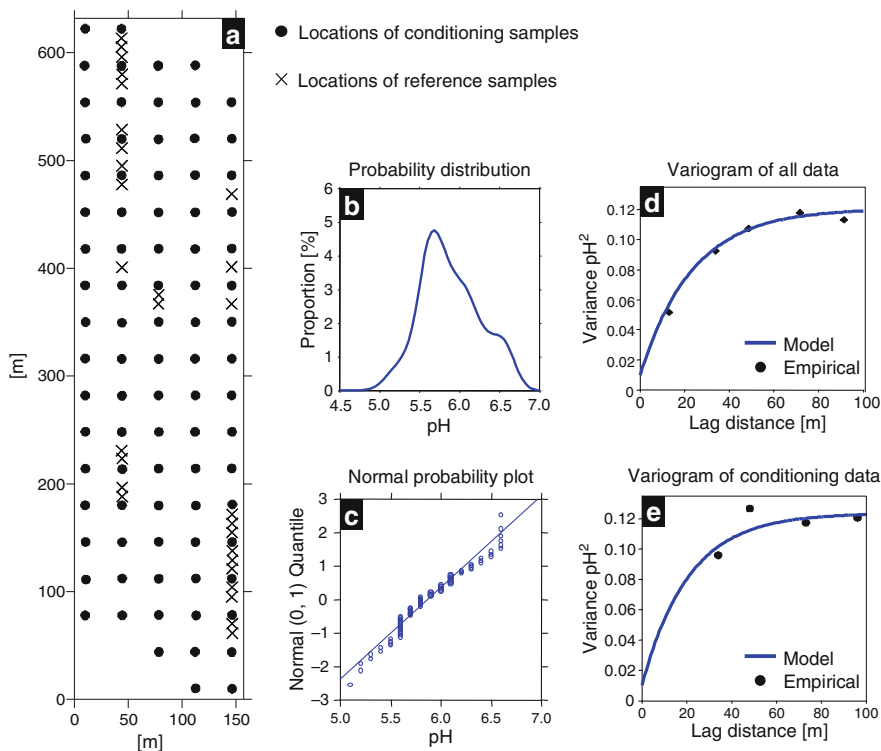 a
Locations of conditioning samples
Locations of reference samples
600
500
400
300
200
100
0
[m]
0 50 100 150
[m]
Probability distribution
b
6
5
4
3
2
1
0
Proportion [%]
4.5 5.0 5.5 6.0 6.5 7.0
pH
Variogram of all data
d
0.12
0.10
0.08
0.06
0.04
0.02
Variance pH²
Model
Empirical
0 20 40 60 80 100
Lag distance [m]
Normal probability plot
c
3
2
1
0
−1
−2
−3
Normal (0, 1) Quantile
5.0 5.5 6.0 6.5 7.0
pH
Variogram of conditioning data
e
0.12
0.10
0.08
0.06
0.04
0.02
0
Variance pH²
Model
Empirical
0 20 40 60 80 100
Lag distance [m]